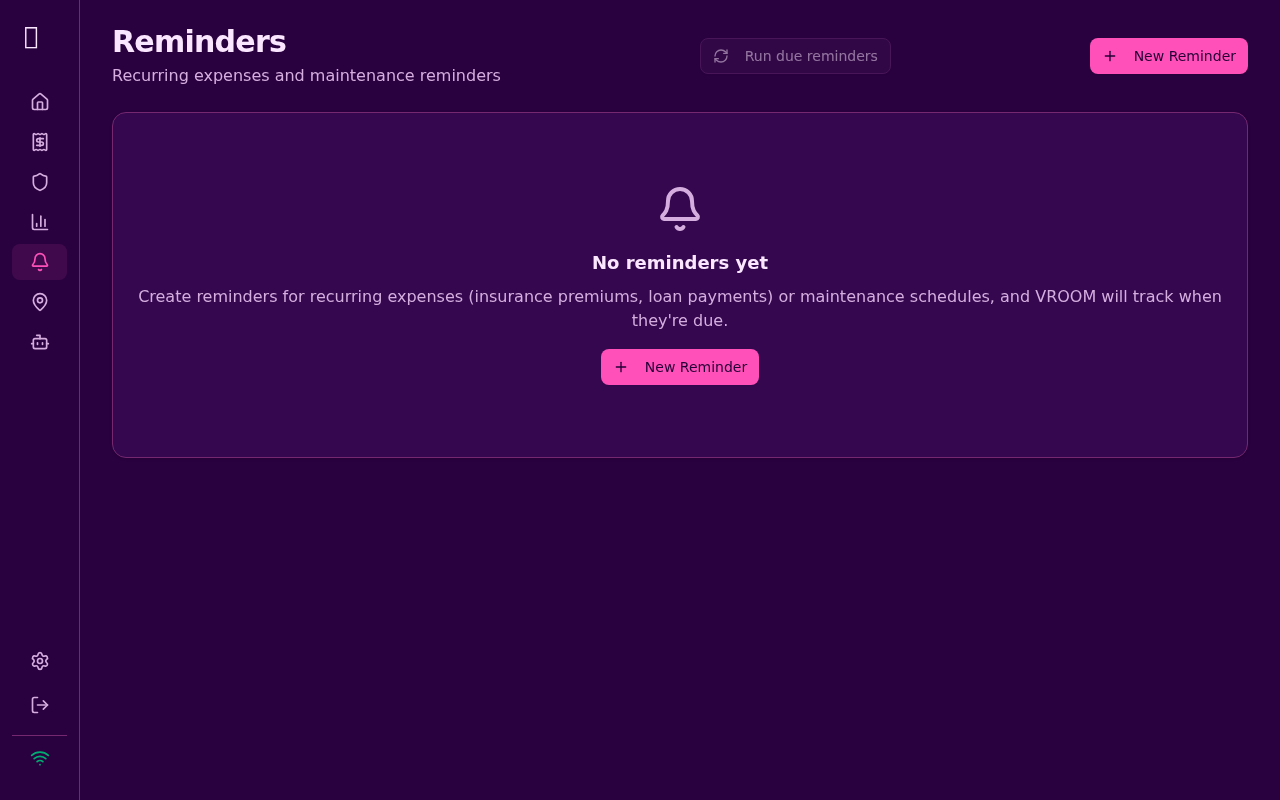 Reminders
Recurring expenses and maintenance reminders
Run due reminders
New Reminder
No reminders yet
Create reminders for recurring expenses (insurance premiums, loan payments) or maintenance schedules, and VROOM will track when
they're due.
New Reminder